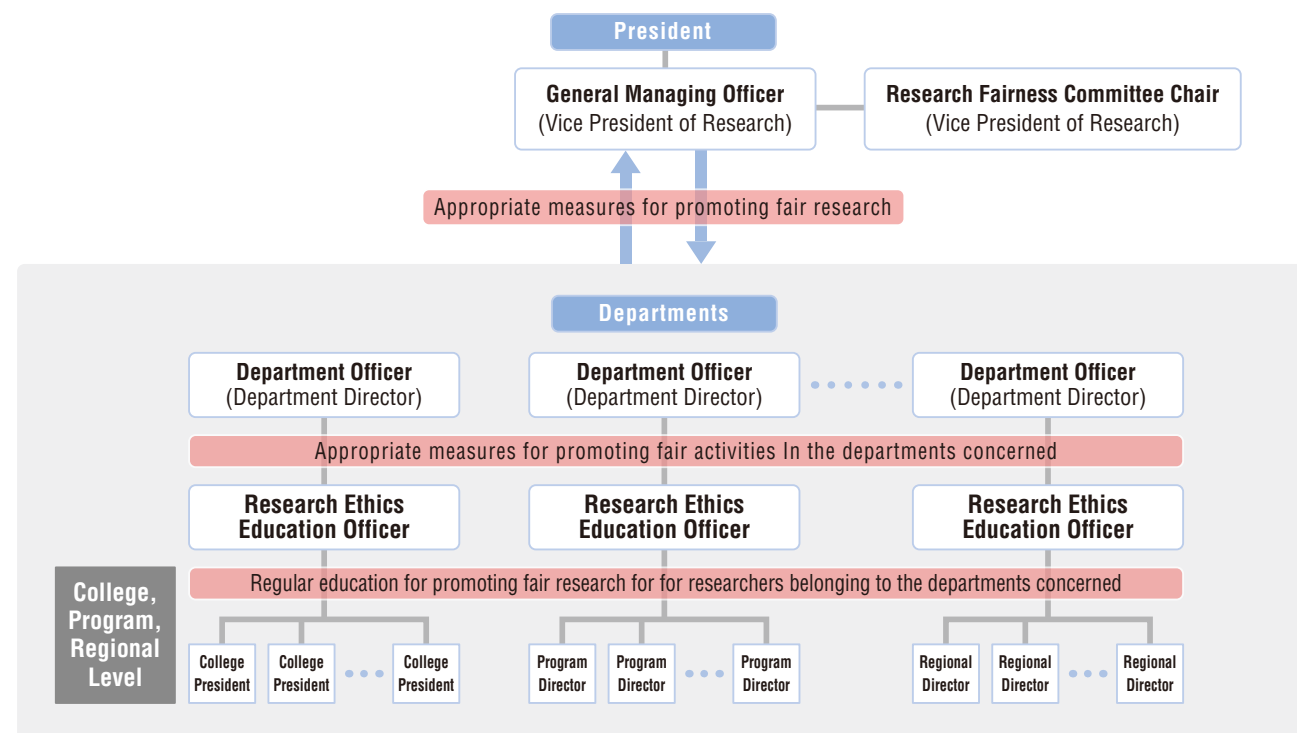 President
General Managing Officer
(Vice President of Research)
Research Fairness Committee Chair
(Vice President of Research)
Appropriate measures for promoting fair research
Departments
Department Officer
(Department Director)
Department Officer
(Department Director)
Department Officer
(Department Director)
Appropriate measures for promoting fair activities In the departments concerned
Research Ethics
Education Officer
Research Ethics
Education Officer
Research Ethics
Education Officer
Regular education for promoting fair research for for researchers belonging to the departments concerned
College,
Program,
Regional
Level
College
President
College
President
College
President
Program
Director
Program
Director
Program
Director
Regional
Director
Regional
Director
Regional
Director